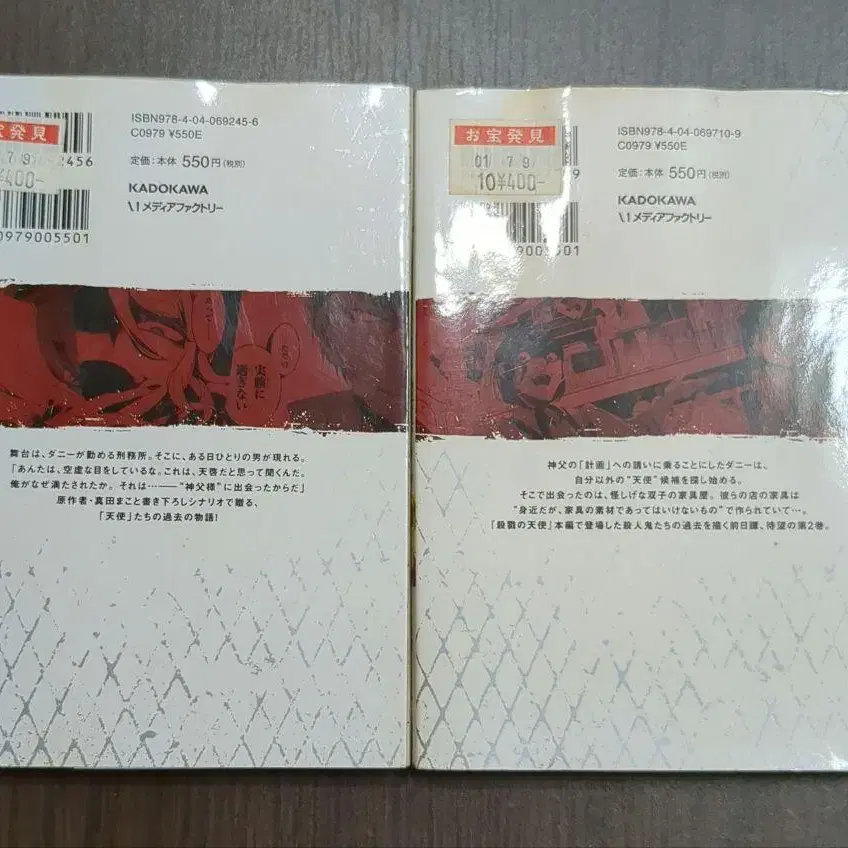 ISBN978-4-04-069245-6
C0979 ¥550E
定価:本体 550円(税別)
KADOKAWA
メディアファクトリー
宝発見
7 9
2456
¥400-
0979005501
実験に
過ぎない
舞台は、ダニーが勤める刑務所。そこに、ある日ひとりの男が現れる。
「あんたは、空虚な目をしているな。これは、天啓だと思って聞くんだ。
俺がなぜ満たされたか。それは…――“神父様”に出会ったからだ」
原作者・真田まこと書き下ろしシナリオで贈る、
「天使」たちの過去の物語!
ISBN978-4-04-069710-9
C0979 ¥550E
定価:本体 550円(税別)
KADOKAWA
メディアファクトリー
お宝発見
01 7 9
10¥400-
神父の「計画」への誘いに乗ることにしたダニーは、
自分以外の“天使”候補を探し始める。
そこで出会ったのは、怪しげな双子の家具屋。彼らの店の家具は
“身近だが、家具の素材であってはいけないもの”で作られていて…。
「殺戮の天使」本編で登場した殺人鬼たちの過去を描く前日譚、待望の第2巻。